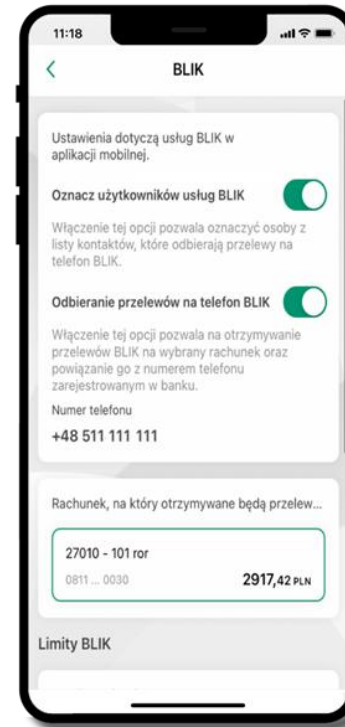 11:18
BLIK
Ustawienia dotyczą usług BLIK w
aplikacji mobilnej.
Oznacz użytkowników usług BLIK
Włączenie tej opcji pozwala oznaczyć osoby z
listy kontaktów, które odbierają przelewy na
telefon BLIK.
Odbieranie przelewów na telefon BLIK
Włączenie tej opcji pozwala na otrzymywanie
przelewów BLIK na wybrany rachunek oraz
powiązanie go z numerem telefonu
zarejestrowanym w banku.
Numer telefonu
+48 511 111 111
Rachunek, na który otrzymywane będą przelew...
27010 - 101 ror
0811 ... 0030 2917,42 PLN
Limity BLIK